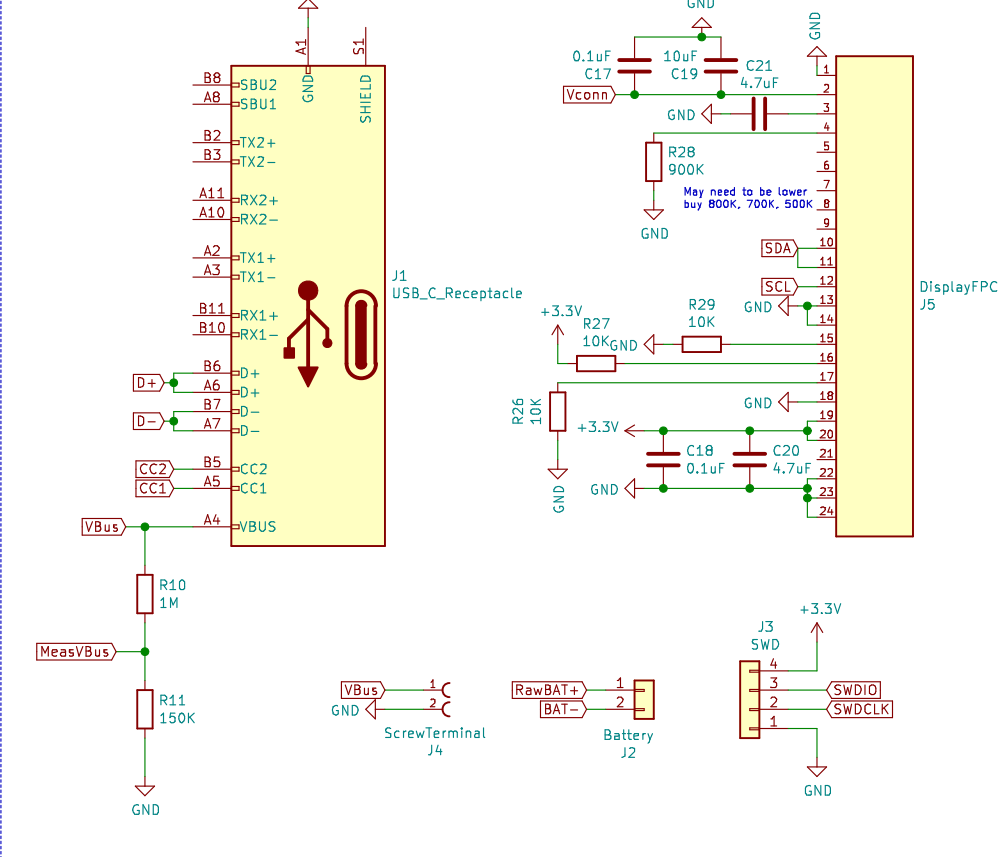 GND
A1
S1
GND
SHIELD
B8
SBU2
A8
SBU1
B2
TX2+
B3
TX2-
A11
RX2+
A10
RX2-
A2
TX1+
A3
TX1-
B11
RX1+
B10
RX1-
D+
B6
D+
A6
D+
D-
B7
D-
A7
D-
CC2
B5
CC2
CC1
A5
CC1
VBus
A4
VBUS
J1
USB_C_Receptacle
R10
1M
MeasVBus
R11
150K
GND
GND
0.1uF
C17
10uF
C19
C21
4.7uF
Vconn
GND
R28
900K
GND
May need to be lower
buy 800K, 700K, 500K
SDA
SCL
GND
+3.3V
R27
10K
GND
R29
10K
R26
10K
GND
GND
+3.3V
C18
0.1uF
C20
4.7uF
GND
1
2
3
4
5
6
7
8
9
10
11
12
13
14
15
16
17
18
19
20
21
22
23
24
DisplayFPC
J5
VBus
1
GND
2
ScrewTerminal
J4
RawBAT+
1
BAT-
2
Battery
J2
+3.3V
J3
SWD
4
3
SWDIO
2
SWDCLK
1
GND